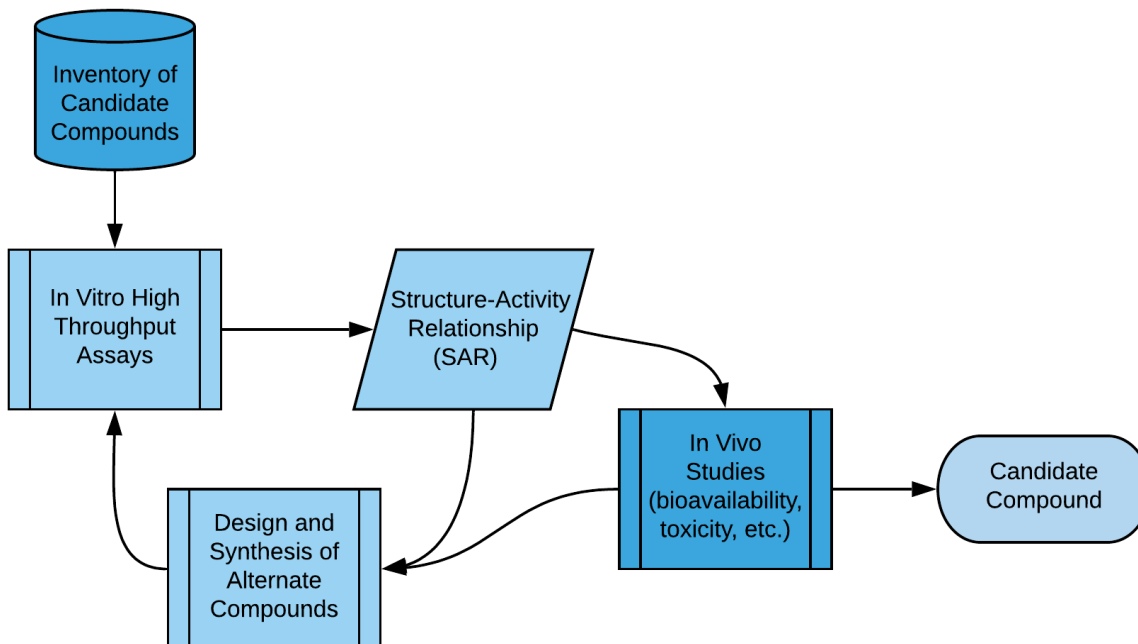 Inventory of
Candidate
Compounds
In Vitro High
Throughput
Assays
Structure-Activity
Relationship
(SAR)
In Vivo
Studies
(bioavailability,
toxicity, etc.)
Candidate
Compound
Design and
Synthesis of
Alternate
Compounds